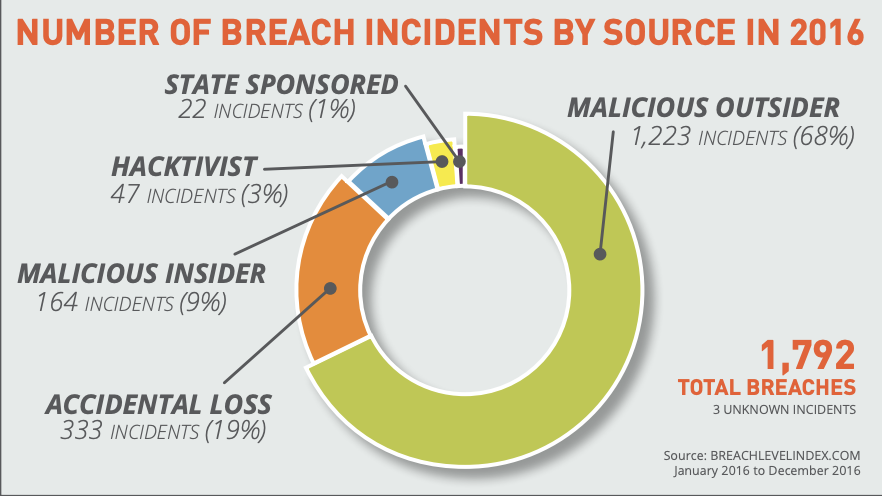 NUMBER OF BREACH INCIDENTS BY SOURCE IN 2016
STATE SPONSORED
22 INCIDENTS (1%)
MALICIOUS OUTSIDER
1,223 INCIDENTS (68%)
HACKTIVIST
47 INCIDENTS (3%)
MALICIOUS INSIDER
164 INCIDENTS (9%)
ACCIDENTAL LOSS
333 INCIDENTS (19%)
1,792
TOTAL BREACHES
3 UNKNOWN INCIDENTS
Source: BREACHLEVELINDEX.COM
January 2016 to December 2016